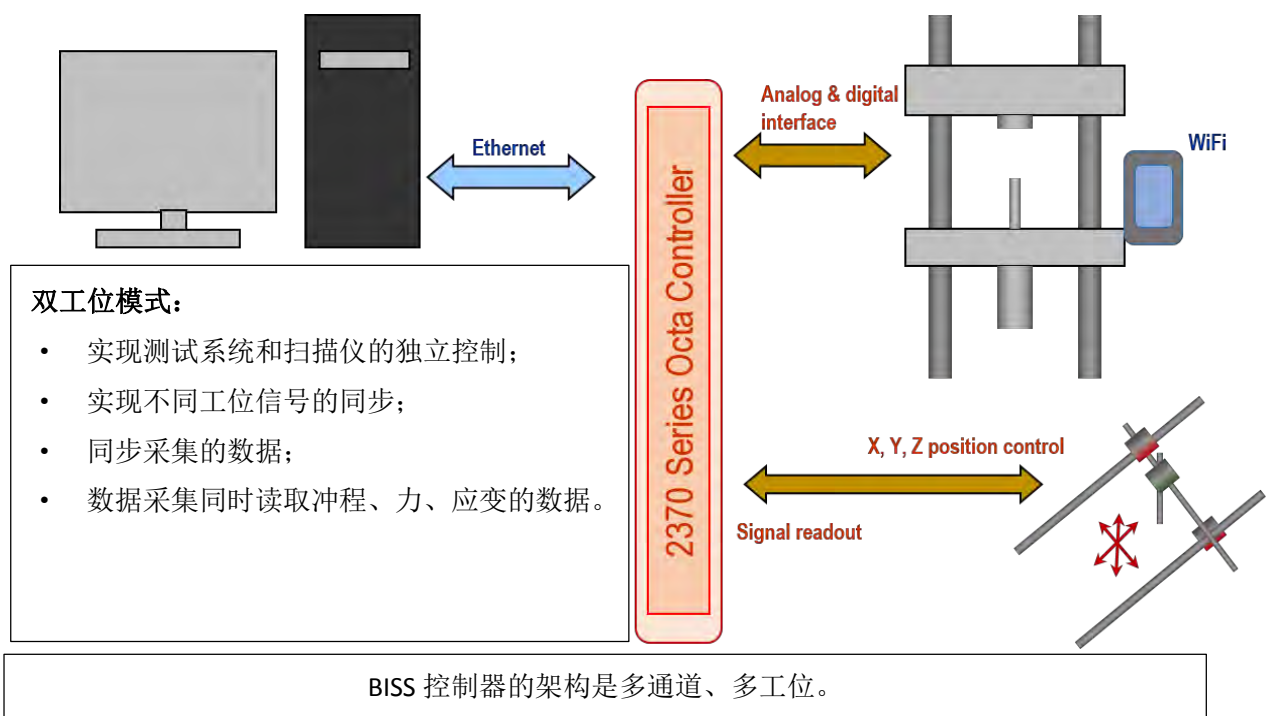 Ethernet
2370 Series Octa Controller
Analog & digital
interface
WiFi
X, Y, Z position control
Signal readout
双工位模式：
• 实现测试系统和扫描仪的独立控制；
• 实现不同工位信号的同步；
• 同步采集的数据；
• 数据采集同时读取冲程、力、应变的数据。
BISS 控制器的架构是多通道、多工位。